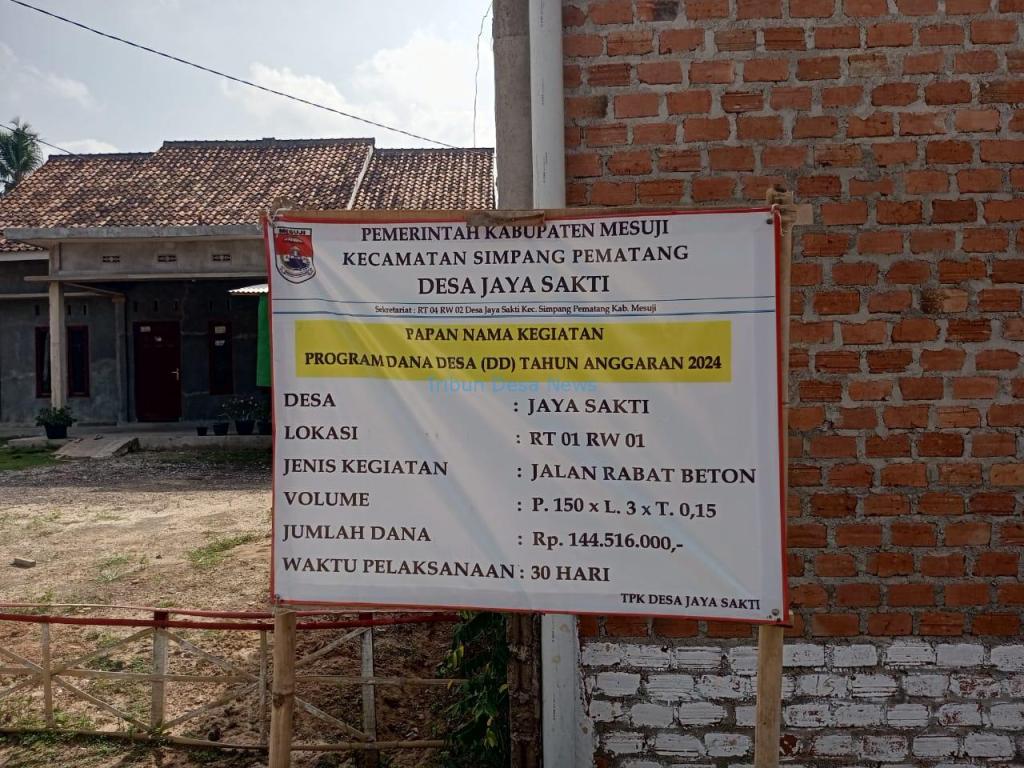 PEMERINTAH KABUPATEN MESUJI
MESUJI
KECAMATAN SIMPANG PEMATANG
DESA JAYA SAKTI
Sekretariat : RT 04 RW 02 Desa Jaya Sakti Kec. Simpang Pematang Kab. Mesuji
PAPAN NAMA KEGIATAN
PROGRAM DANA DESA (DD) TAHUN ANGGARAN 2024
Tribun Desa News
DESA : JAYA SAKTI
LOKASI : RT 01 RW 01
JENIS KEGIATAN : JALAN RABAT BETON
VOLUME : P. 150 x L. 3 x T. 0,15
JUMLAH DANA : Rp. 144.516.000,-
WAKTU PELAKSANAAN : 30 HARI
TPK DESA JAYA SAKTI